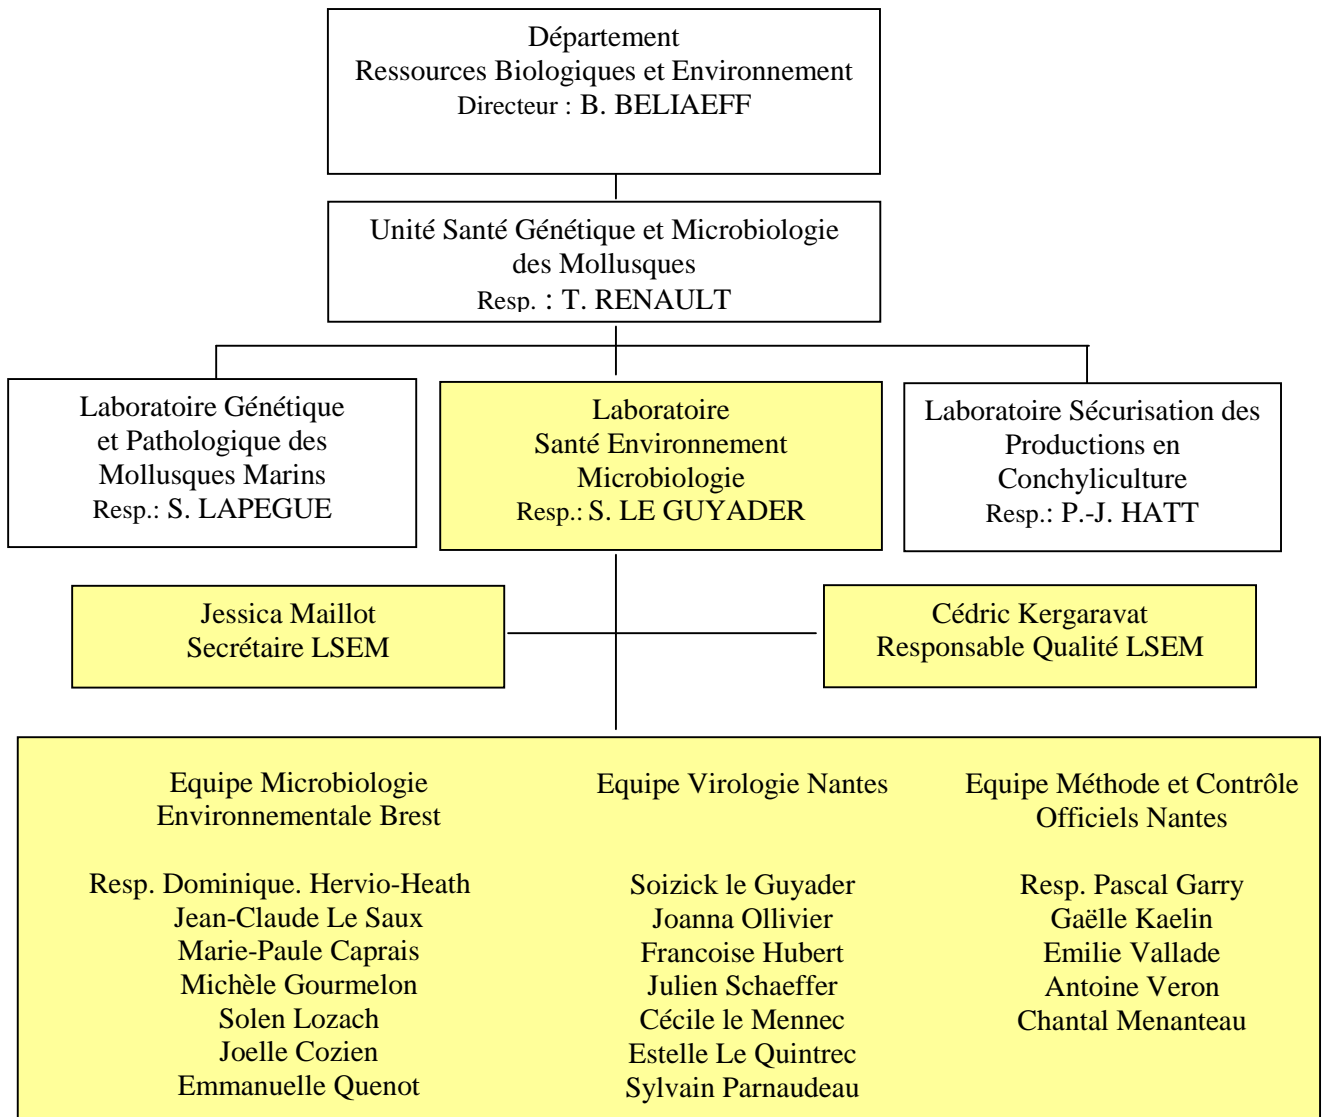 Département
Ressources Biologiques et Environnement
Directeur : B. BELIAEFF
Unité Santé Génétique et Microbiologie
des Mollusques
Resp. : T. RENAULT
Laboratoire Génétique
et Pathologique des
Mollusques Marins
Resp.: S. LAPEGUE
Laboratoire
Santé Environnement
Microbiologie
Resp.: S. LE GUYADER
Laboratoire Sécurisation des
Productions en
Conchyliculture
Resp.: P.-J. HATT
Jessica Maillot
Secrétaire LSEM
Cédric Kergaravat
Responsable Qualité LSEM
Equipe Microbiologie
Environnementale Brest
Resp. Dominique. Hervio-Heath
Jean-Claude Le Saux
Marie-Paule Caprais
Michèle Gourmelon
Solen Lozach
Joelle Cozien
Emmanuelle Quenot
Equipe Virologie Nantes
Soizick le Guyader
Joanna Ollivier
Francoise Hubert
Julien Schaeffer
Cécile le Mennec
Estelle Le Quintrec
Sylvain Parnaudeau
Equipe Méthode et Contrôle
Officiels Nantes
Resp. Pascal Garry
Gaëlle Kaelin
Emilie Vallade
Antoine Veron
Chantal Menanteau